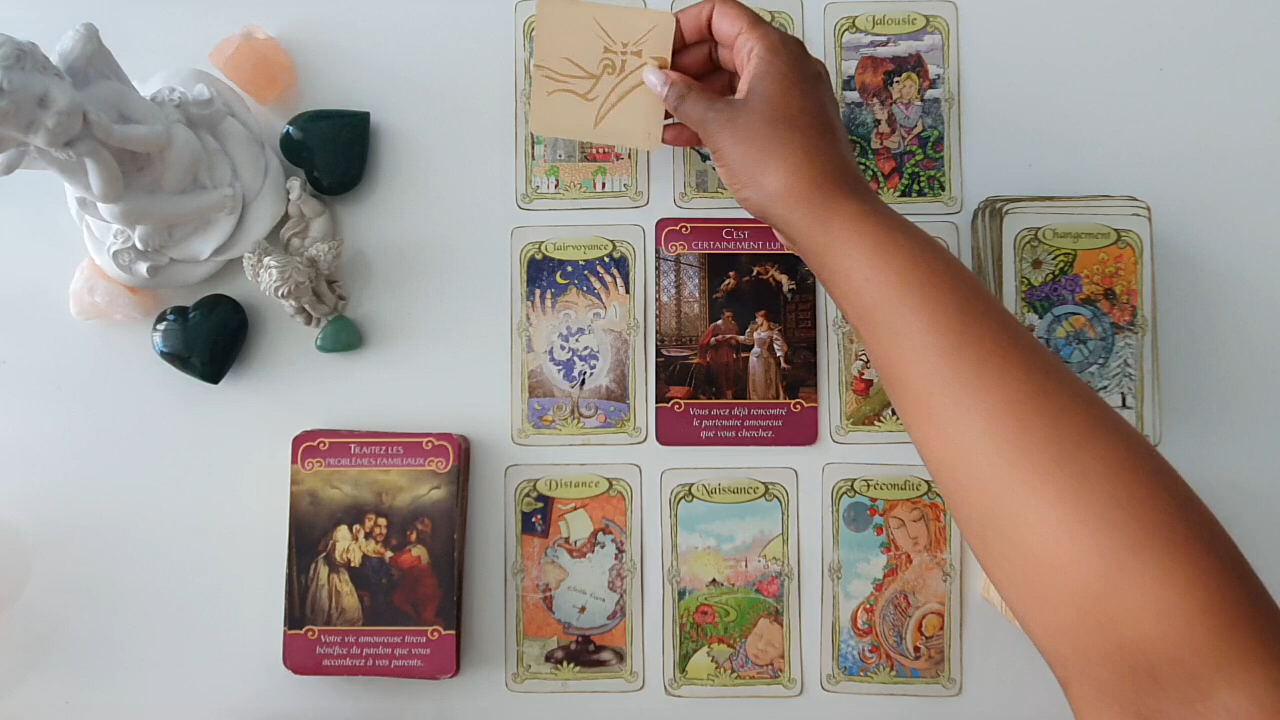 Jalousie
Clairvoyance
C'EST
CERTAINEMENT LUI
Vous avez déjà rencontré
le partenaire amoureux
que vous cherchez.
Changement
TRAITEZ LES
PROBLÈMES FAMILIAUX
Votre vie amoureuse tirera
bénéfice du pardon que vous
accorderez à vos parents.
Distance
Naissance
Fécondité